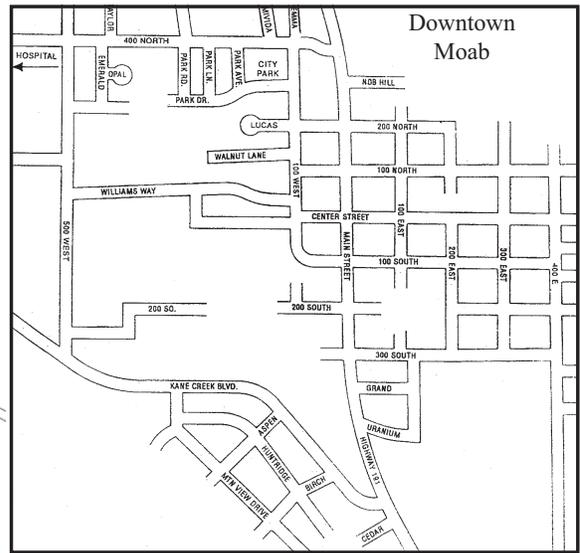 Downtown
Moab
400 NORTH
HOSPITAL
EMERALD
OPAL
PARK RD.
PARK LN.
PARK AVE.
CITY
PARK
NOB HILL
PARK DR.
LUCAS
200 NORTH
WALNUT LANE
100 NORTH
100 WEST
WILLIAMS WAY
CENTER STREET
100 EAST
500 WEST
MAIN STREET
100 SOUTH
200 EAST
300 EAST
400 E
200 SO.
200 SOUTH
300 SOUTH
KANE CREEK BLVD.
GRAND
ASPEN
URANIUM
HIGHWAY 191
HUNTRIDGE
MTN VIEW DRIVE
BIRCH
CEDAR